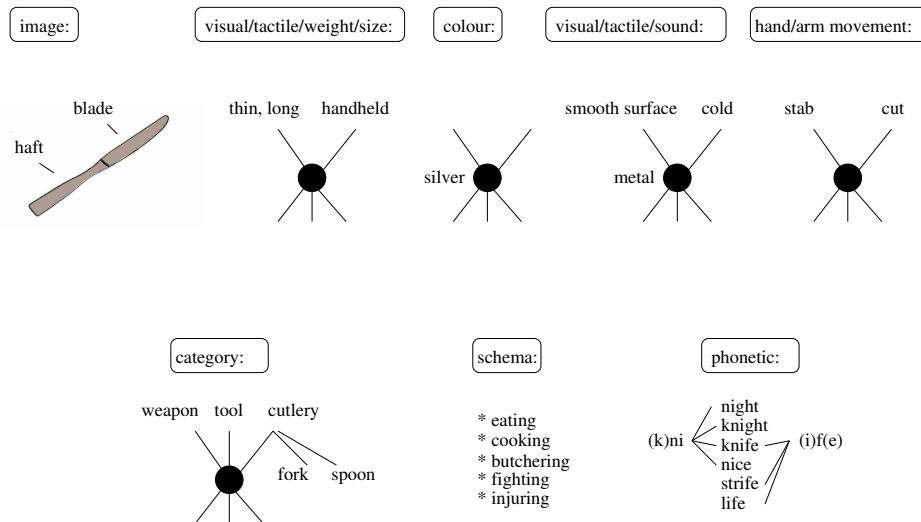 image:
visual/tactile/weight/size:
colour:
visual/tactile/sound:
hand/arm movement:
blade
haft
thin, long
handheld
silver
smooth surface
cold
metal
stab
cut
category:
weapon
tool
cutlery
fork
spoon
schema:
* eating
* cooking
* butchering
* fighting
* injuring
phonetic:
(k)ni
night
knight
knife
nice
strife
life
(i)f(e)